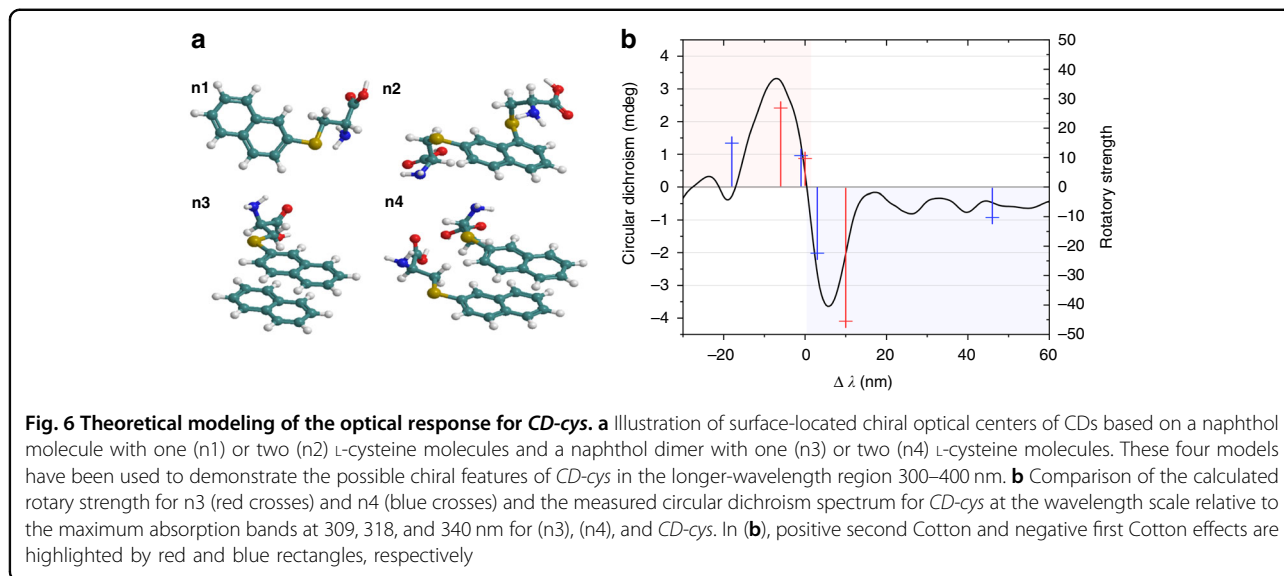 a
n1
n2
n3
n4
b
Circular dichroism (mdeg)
4
3
2
1
0
−1
−2
−3
−4
50
40
30
20
10
0
−10
−20
−30
−40
−50
Rotatory strength
−20
0
20
40
60
Δ λ (nm)
Fig. 6 Theoretical modeling of the optical response for CD-cys. a Illustration of surface-located chiral optical centers of CDs based on a naphthol
molecule with one (n1) or two (n2) L-cysteine molecules and a naphthol dimer with one (n3) or two (n4) L-cysteine molecules. These four models
have been used to demonstrate the possible chiral features of CD-cys in the longer-wavelength region 300–400 nm. b Comparison of the calculated
rotary strength for n3 (red crosses) and n4 (blue crosses) and the measured circular dichroism spectrum for CD-cys at the wavelength scale relative to
the maximum absorption bands at 309, 318, and 340 nm for (n3), (n4), and CD-cys. In (b), positive second Cotton and negative first Cotton effects are
highlighted by red and blue rectangles, respectively